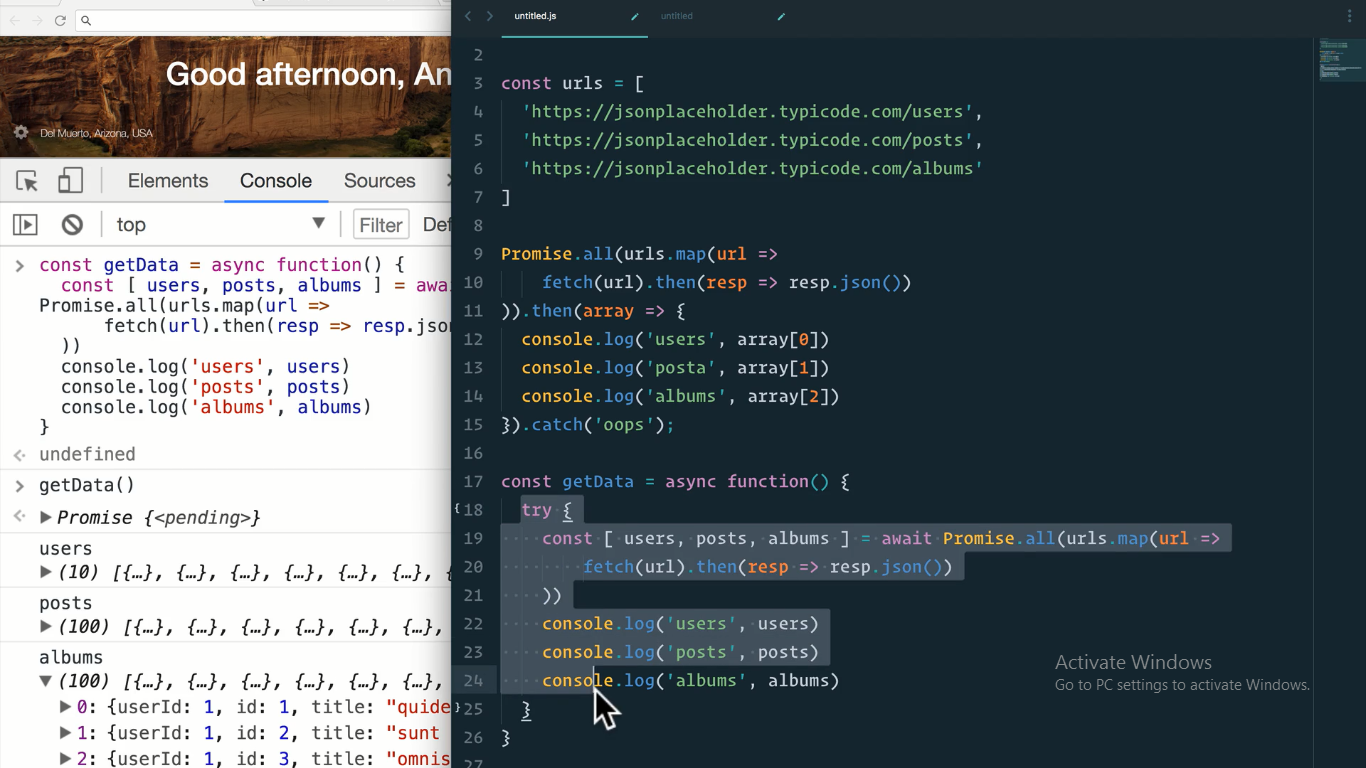 Good afternoon, An
Del Muerto, Arizona, USA
Elements Console Sources
top Filter Def
const getData = async function() {
const [ users, posts, albums ] = awa
Promise.all(urls.map(url =>
fetch(url).then(resp => resp.json
))
console.log('users', users)
console.log('posts', posts)
console.log('albums', albums)
}
undefined
getData()
Promise {<pending>}
users
(10) [{…}, {…}, {…}, {…}, {…}, {…}, {
posts
(100) [{…}, {…}, {…}, {…}, {…}, {…},
albums
(100) [{…}, {…}, {…}, {…}, {…}, {…},
0: {userId: 1, id: 1, title: "quide
1: {userId: 1, id: 2, title: "sunt
2: {userId: 1, id: 3, title: "omnis
untitled.js untitled
2
3 const urls = [
4 'https://jsonplaceholder.typicode.com/users',
5 'https://jsonplaceholder.typicode.com/posts',
6 'https://jsonplaceholder.typicode.com/albums'
7 ]
8
9 Promise.all(urls.map(url =>
10 fetch(url).then(resp => resp.json())
11 )).then(array => {
12 console.log('users', array[0])
13 console.log('posta', array[1])
14 console.log('albums', array[2])
15 }).catch('oops');
16
17 const getData = async function() {
18 try {
19 const [ users, posts, albums ] = await Promise.all(urls.map(url =>
20 fetch(url).then(resp => resp.json())
21 ))
22 console.log('users', users)
23 console.log('posts', posts)
24 console.log('albums', albums)
25 }
26 }
27
Activate Windows
Go to PC settings to activate Windows.